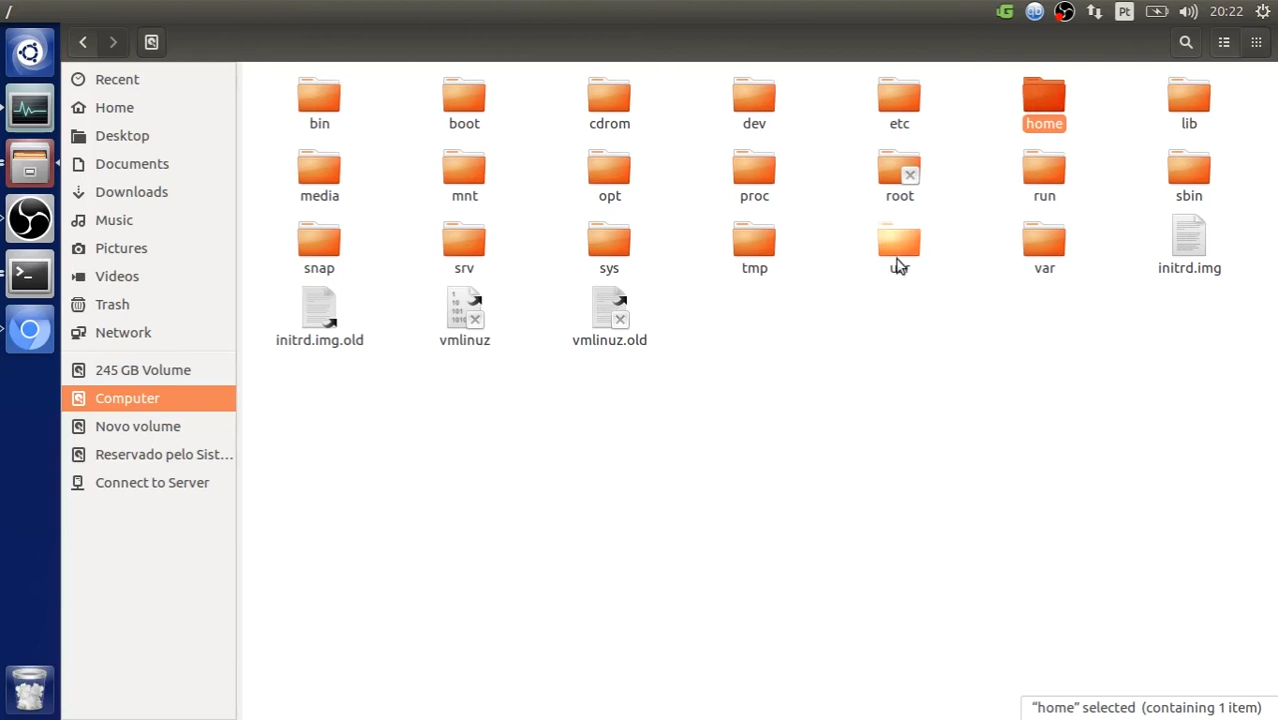 /
Pt
20:22
Recent
Home
Desktop
Documents
Downloads
Music
Pictures
Videos
Trash
Network
245 GB Volume
Computer
Novo volume
Reservado pelo Sist...
Connect to Server
bin boot cdrom dev etc home lib
media mnt opt proc root run sbin
snap srv sys tmp var initrd.img
initrd.img.old vmlinuz vmlinuz.old
"home" selected (containing 1 item)